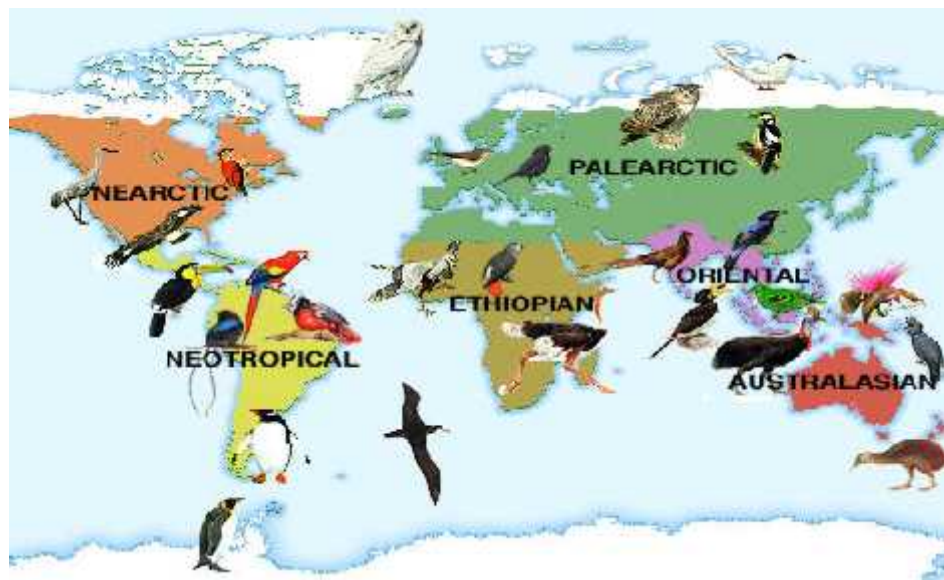 PALEARCTIC
NEARCTIC
ORIENTAL
ETHIOPIAN
NEOTROPICAL
AUSTRALASIAN